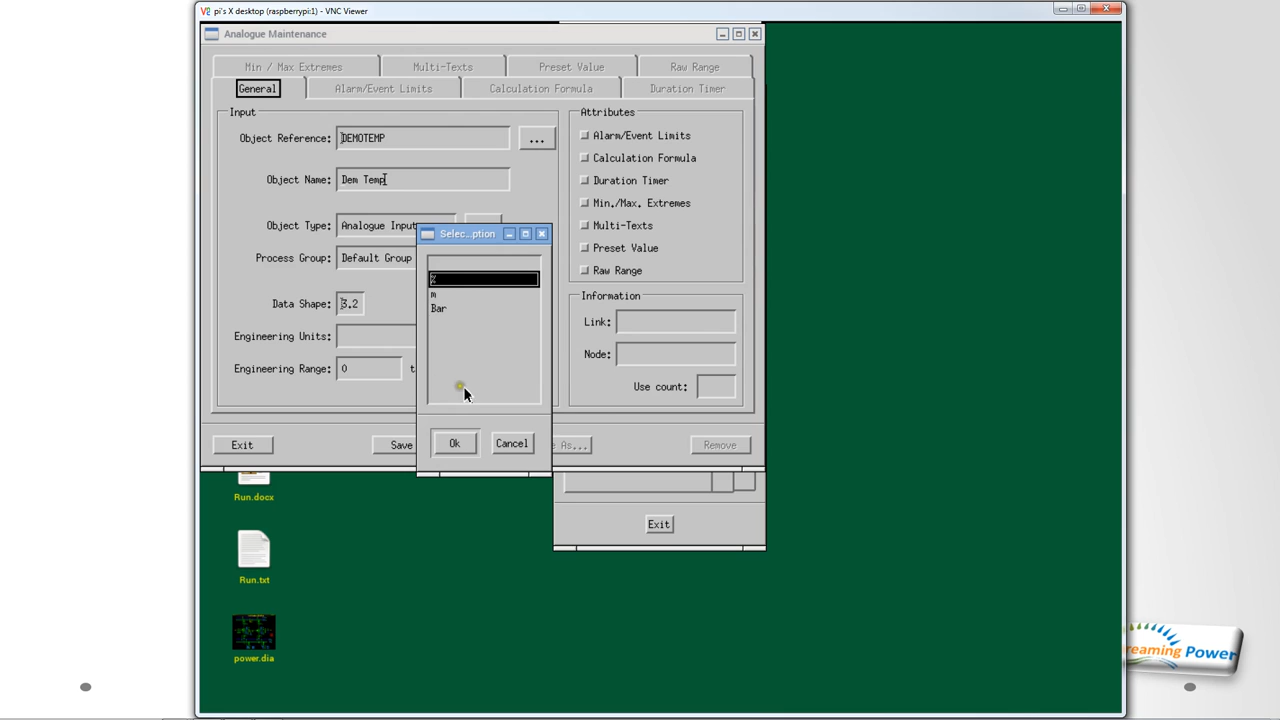 pi's X desktop (raspberrypi:1) - VNC Viewer
Analogue Maintenance
Min / Max Extremes
Multi-Texts
Preset Value
Raw Range
General
Alarm/Event Limits
Calculation Formula
Duration Timer
Input
Object Reference: DEMOTEMP
...
Object Name: Dem Temp
Object Type: Analogue Input
Process Group: Default Group
Data Shape: 3.2
Engineering Units:
Engineering Range: 0 t
Attributes
Alarm/Event Limits
Calculation Formula
Duration Timer
Min./Max. Extremes
Multi-Texts
Preset Value
Raw Range
Information
Link:
Node:
Use count:
Selec...ption
%
m
Bar
Ok
Cancel
Exit
Save
As...
Remove
Exit
Run.docx
Run.txt
power.dia
reaming Power